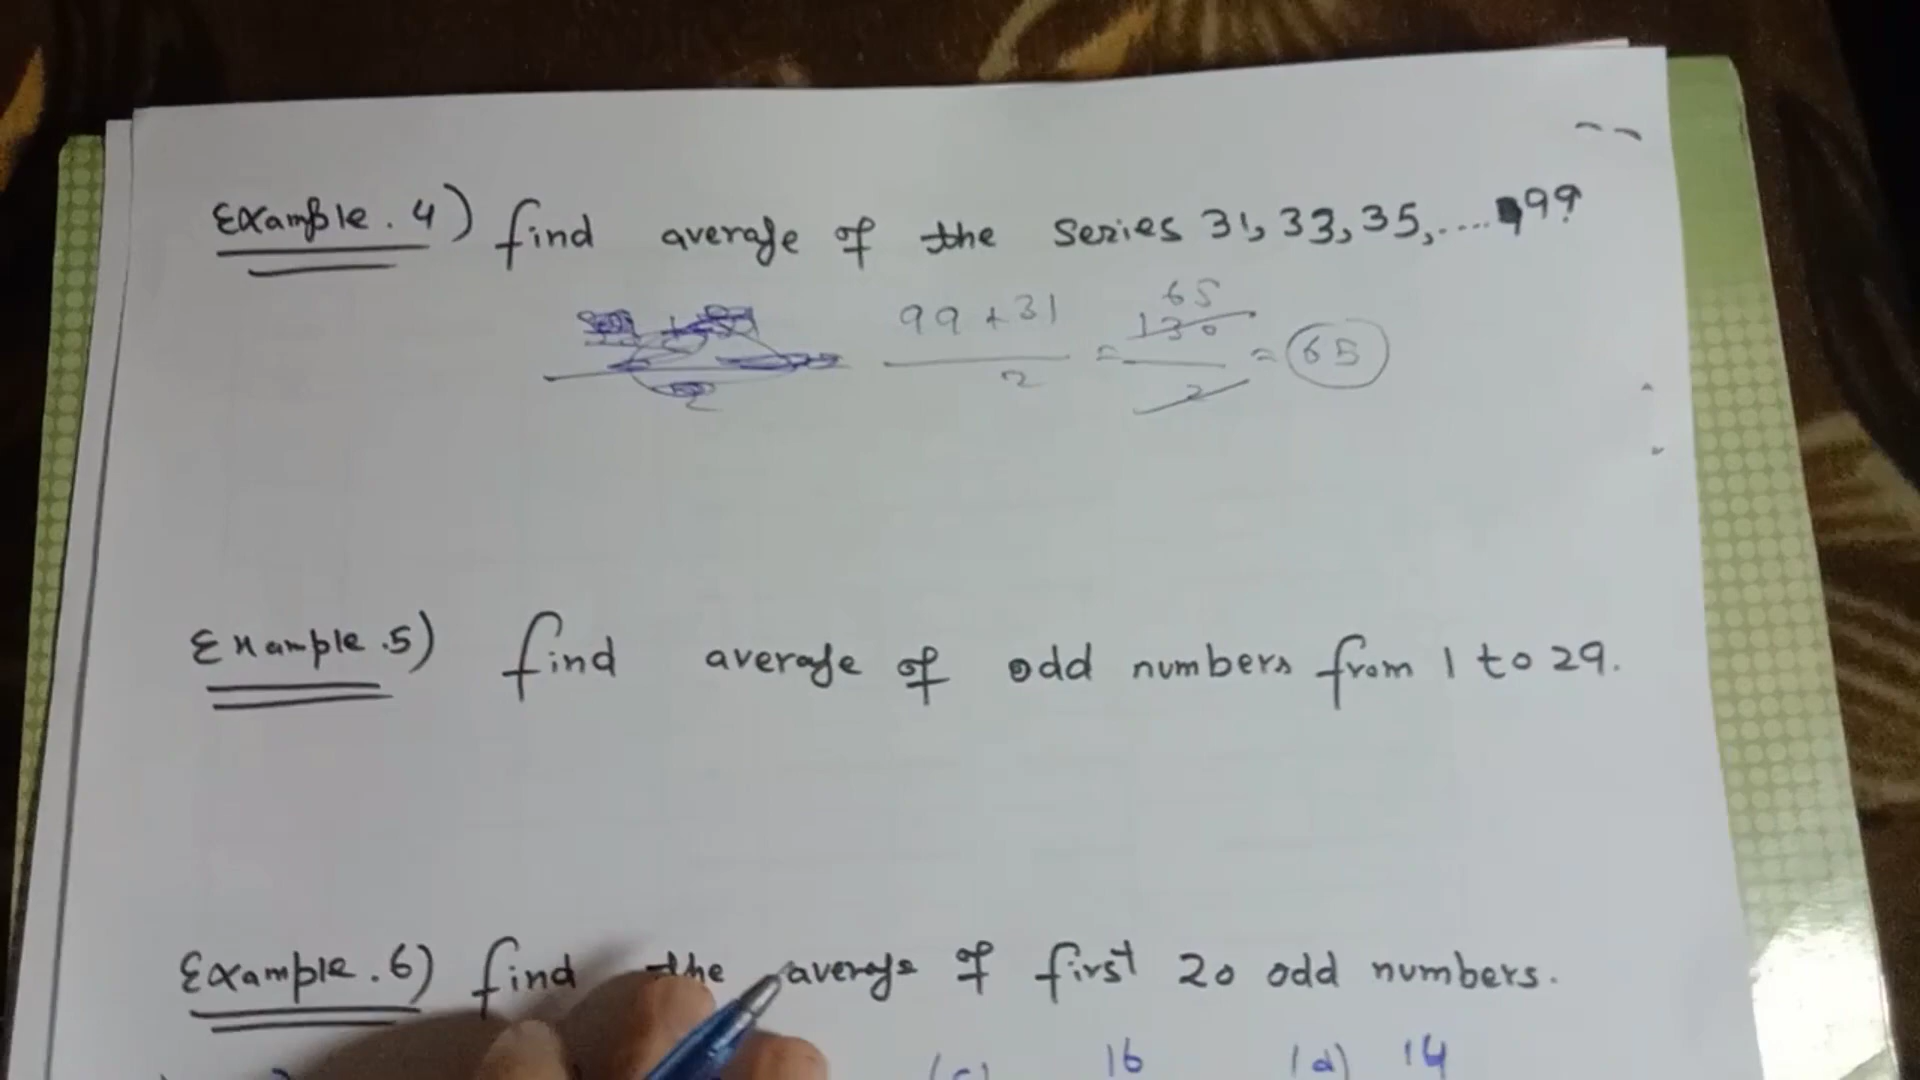 Example. 4) find average of the series 31, 33, 35, .... 99?
99 + 31 / 2 = 65 130 / 2 = 65
Example .5) find average of odd numbers from 1 to 29.
Example. 6) find the average of first 20 odd numbers.
(c) 16 (d) 14